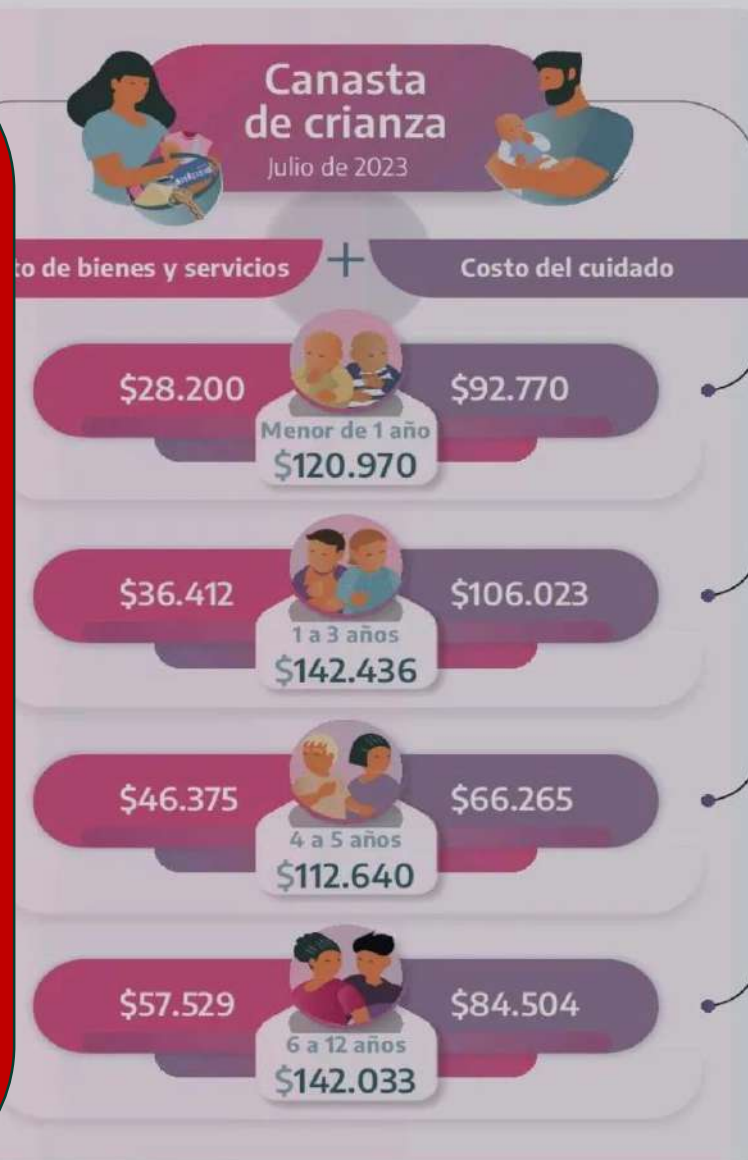 Canasta
de crianza
Julio de 2023
to de bienes y servicios + Costo del cuidado
$28.200 $92.770
Menor de 1 año
$120.970
$36.412 $106.023
1 a 3 años
$142.436
$46.375 $66.265
4 a 5 años
$112.640
$57.529 $84.504
6 a 12 años
$142.033